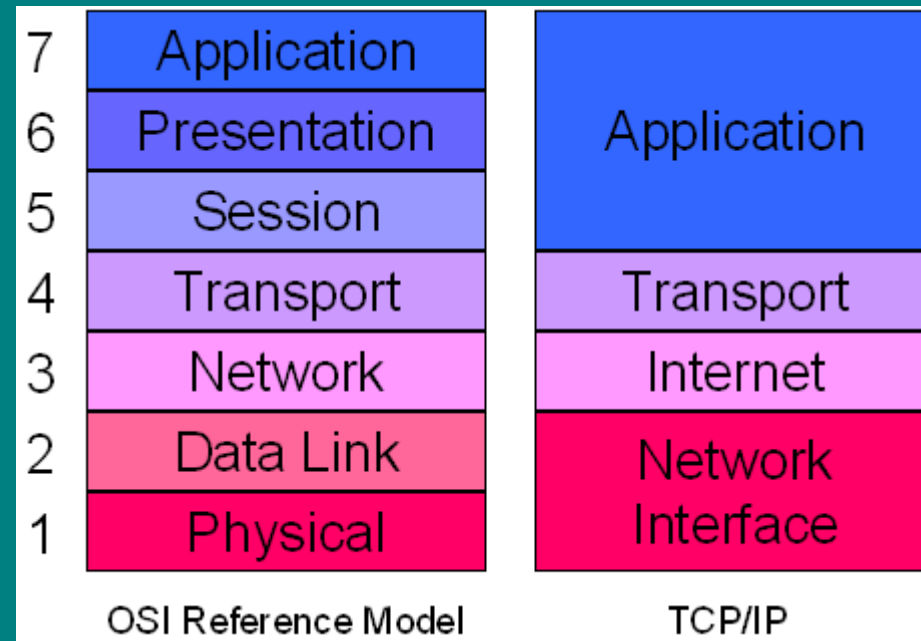 7 Application
6 Presentation
5 Session
4 Transport
3 Network
2 Data Link
1 Physical
OSI Reference Model
Application
Transport
Internet
Network
Interface
TCP/IP